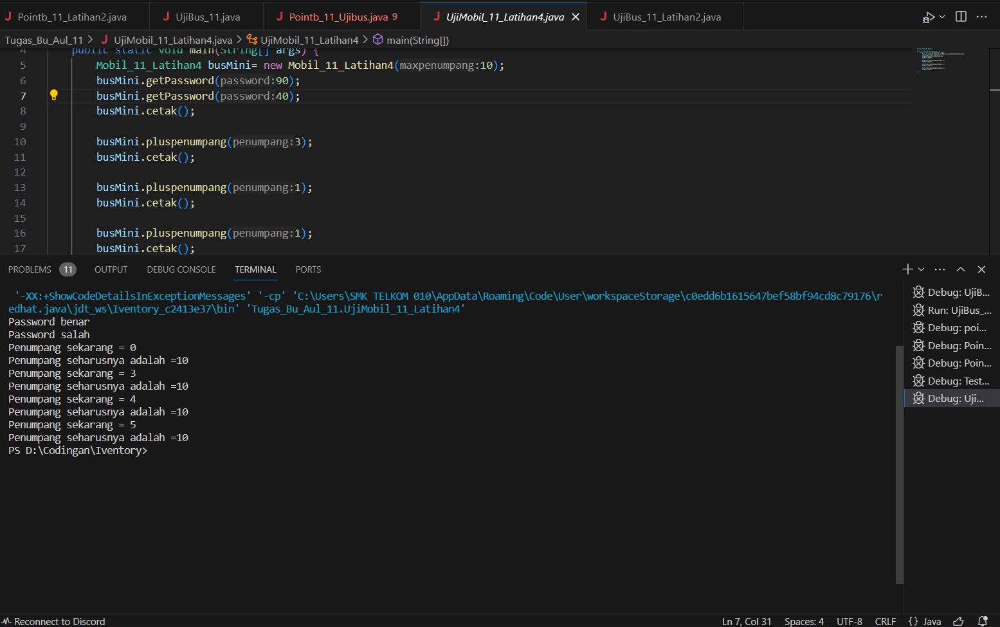 Pointb_11_Latihan2.java UjiBus_11.java Pointb_11_Ujibus.java 9 UjiMobil_11_Latihan4.java UjiBus_11_Latihan2.java
Tugas_Bu_Aul_11 > UjiMobil_11_Latihan4.java > UjiMobil_11_Latihan4 > main(String[])
4 public static void main(String[] args) {
5 Mobil_11_Latihan4 busMini= new Mobil_11_Latihan4(maxpenumpang:10);
6 busMini.getPassword(password:90);
7 busMini.getPassword(password:40);
8 busMini.cetak();
9
10 busMini.pluspenumpang(penumpang:3);
11 busMini.cetak();
12
13 busMini.pluspenumpang(penumpang:1);
14 busMini.cetak();
15
16 busMini.pluspenumpang(penumpang:1);
17 busMini.cetak();
PROBLEMS 11 OUTPUT DEBUG CONSOLE TERMINAL PORTS
'-XX:+ShowCodeDetailsInExceptionMessages' '-cp' 'C:\Users\SMK TELKOM 010\AppData\Roaming\Code\User\workspaceStorage\c0edd6b1615647bef58bf94cd8c79176\r
edhat.java\jdt_ws\Iventory_c2413e37\bin' 'Tugas_Bu_Aul_11.UjiMobil_11_Latihan4'
Password benar
Password salah
Penumpang sekarang = 0
Penumpang seharusnya adalah =10
Penumpang sekarang = 3
Penumpang seharusnya adalah =10
Penumpang sekarang = 4
Penumpang seharusnya adalah =10
Penumpang sekarang = 5
Penumpang seharusnya adalah =10
PS D:\Codingan\Iventory>
Debug: UjiB...
Run: UjiBus_...
Debug: poi...
Debug: Poin...
Debug: Poin...
Debug: Test...
Debug: Uji...
Reconnect to Discord Ln 7, Col 31 Spaces: 4 UTF-8 CRLF {} Java